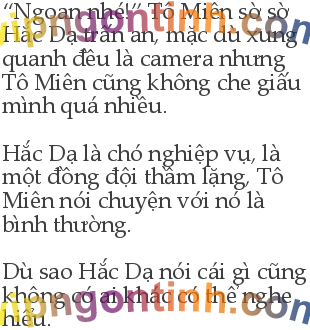 “Ngoan nhé!” Tô Miên sờ sờ
Hắc Dạ trấn an, mặc dù xung
quanh đều là camera nhưng
Tô Miên cũng không che giấu
mình quá nhiều.
Hắc Dạ là chó nghiệp vụ, là
một đồng đội thầm lặng, Tô
Miên nói chuyện với nó là
bình thường.
Dù sao Hắc Dạ nói cái gì cũng
không có ai khác có thể nghe
hiểu.
vipngontinh.com
vipngontinh.com